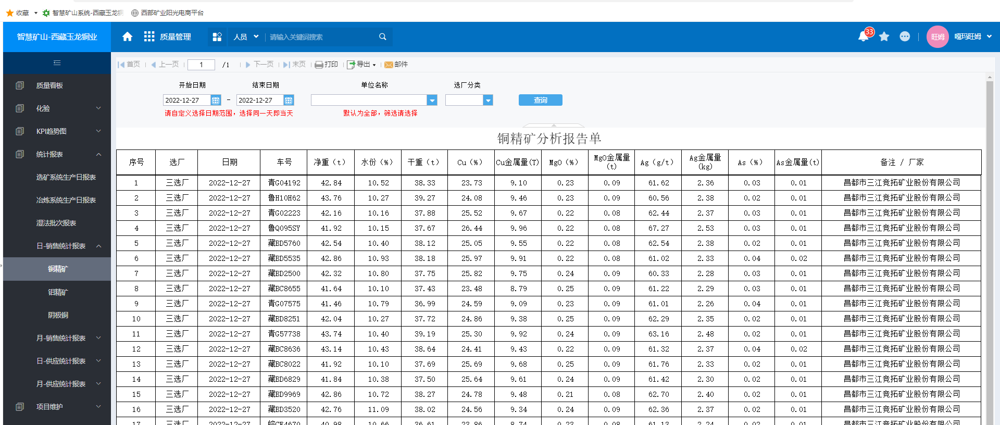 收藏 智慧矿山系统-西藏玉龙铜 西部矿业阳光电商平台
智慧矿山-西藏玉龙铜业 质量管理 人员 请输入关键词搜索 33 旺姆 嘎玛旺姆
首页 上一页 1 /1 下一页 末页 打印 导出 邮件
质量看板
化验
KPI趋势图
统计报表
选矿系统生产日报表
冶炼系统生产日报表
湿法批次报表
日-销售统计报表
铜精矿
钼精矿
阴极铜
月-销售统计报表
日-供应统计报表
月-供应统计报表
项目维护
开始日期 结束日期 单位名称 选厂分类
2022-12-27 - 2022-12-27 查询
请自定义选择日期范围，选择同一天即当天 默认为全部，筛选请选择
铜精矿分析报告单
序号 选厂 日期 车号 净重（t） 水份（%） 干重（t） Cu（%） Cu金属量(T) MgO（%） MgO金属量(t) Ag（g/t） Ag金属量(kg) As（%） As金属量(t) 备注 / 厂家
1 三选厂 2022-12-27 青G04192 42.84 10.52 38.33 23.73 9.10 0.23 0.09 61.62 2.36 0.03 0.01 昌都市三江竞拓矿业股份有限公司
2 三选厂 2022-12-27 鲁H10H62 43.76 10.27 39.27 24.08 9.46 0.23 0.09 60.56 2.38 0.02 0.01 昌都市三江竞拓矿业股份有限公司
3 三选厂 2022-12-27 青G02223 42.16 10.16 37.88 25.52 9.67 0.22 0.08 62.44 2.37 0.03 0.01 昌都市三江竞拓矿业股份有限公司
4 三选厂 2022-12-27 鲁Q095SY 41.92 10.15 37.67 26.44 9.96 0.22 0.08 67.27 2.53 0.03 0.01 昌都市三江竞拓矿业股份有限公司
5 三选厂 2022-12-27 藏BD5760 42.54 10.40 38.12 25.05 9.55 0.22 0.08 62.54 2.38 0.02 0.01 昌都市三江竞拓矿业股份有限公司
6 三选厂 2022-12-27 藏BD5535 42.86 10.93 38.18 25.97 9.91 0.22 0.08 61.02 2.33 0.04 0.02 昌都市三江竞拓矿业股份有限公司
7 三选厂 2022-12-27 藏BD2500 42.32 10.80 37.75 25.82 9.75 0.24 0.09 60.33 2.28 0.03 0.01 昌都市三江竞拓矿业股份有限公司
8 三选厂 2022-12-27 藏BC8655 41.64 10.10 37.43 23.48 8.79 0.25 0.09 61.22 2.29 0.03 0.01 昌都市三江竞拓矿业股份有限公司
9 三选厂 2022-12-27 青G07575 41.46 10.79 36.99 24.59 9.09 0.23 0.09 61.01 2.26 0.04 0.01 昌都市三江竞拓矿业股份有限公司
10 三选厂 2022-12-27 藏BD8251 42.04 10.27 37.72 24.86 9.38 0.25 0.09 62.29 2.35 0.02 0.01 昌都市三江竞拓矿业股份有限公司
11 三选厂 2022-12-27 青G57738 43.74 10.40 39.19 25.30 9.92 0.24 0.09 63.16 2.48 0.02 0.01 昌都市三江竞拓矿业股份有限公司
12 三选厂 2022-12-27 藏BC8636 43.14 10.43 38.64 24.41 9.43 0.22 0.09 61.32 2.37 0.04 0.02 昌都市三江竞拓矿业股份有限公司
13 三选厂 2022-12-27 藏BC8022 41.92 10.10 37.69 25.69 9.68 0.25 0.09 61.76 2.33 0.02 0.01 昌都市三江竞拓矿业股份有限公司
14 三选厂 2022-12-27 藏BD6829 41.84 10.38 37.50 25.64 9.61 0.24 0.09 61.42 2.30 0.02 0.01 昌都市三江竞拓矿业股份有限公司
15 三选厂 2022-12-27 藏BD9969 42.86 10.72 38.27 24.78 9.48 0.21 0.08 62.70 2.40 0.02 0.01 昌都市三江竞拓矿业股份有限公司
16 三选厂 2022-12-27 藏BD3520 42.76 11.09 38.02 24.56 9.34 0.24 0.09 62.36 2.37 0.02 0.01 昌都市三江竞拓矿业股份有限公司
17 三选厂 2022-12-27 皖CE4670 40.98 10.66 36.61 23.86 8.74 0.23 0.08 61.13 2.24 0.02 0.01 昌都市三江竞拓矿业股份有限公司